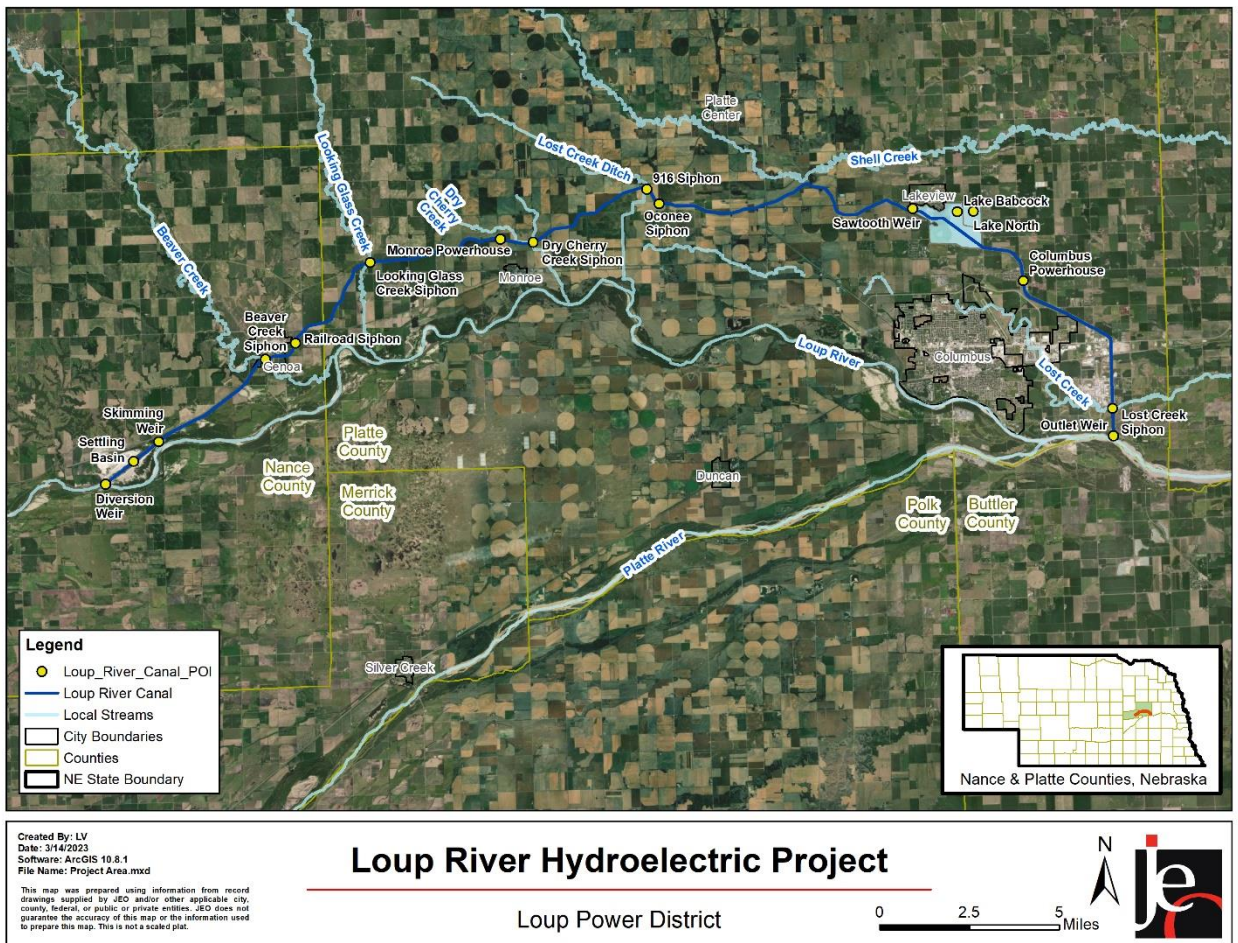 Platte
Center
Shell Creek
Lost Creek Ditch
Looking Glass Creek
Dry
Cherry
Creek
Beaver Creek
916 Siphon
Oconee
Siphon
Lakeview
Lake Babcock
Lake North
Sawtooth Weir
Columbus
Powerhouse
Monroe Powerhouse
Dry Cherry
Creek Siphon
Monroe
Looking Glass
Creek Siphon
Beaver
Creek
Siphon
Railroad Siphon
Genoa
Loup River
Columbus
Lost Creek
Lost Creek
Siphon
Outlet Weir
Skimming
Weir
Settling
Basin
Diversion
Weir
Platte
County
Nance
County
Merrick
County
Duncan
Polk
County
Buttler
County
Platte River
Silver Creek
Legend
Loup_River_Canal_POI
Loup River Canal
Local Streams
City Boundaries
Counties
NE State Boundary
Nance & Platte Counties, Nebraska
Created By: LV
Date: 3/14/2023
Software: ArcGIS 10.8.1
File Name: Project Area.mxd
This map was prepared using information from record
drawings supplied by JEO and/or other applicable city,
county, federal, or public or private entities. JEO does not
guarantee the accuracy of this map or the information used
to prepare this map. This is not a scaled plat.
Loup River Hydroelectric Project
Loup Power District
0 2.5 5 Miles
N
jeo